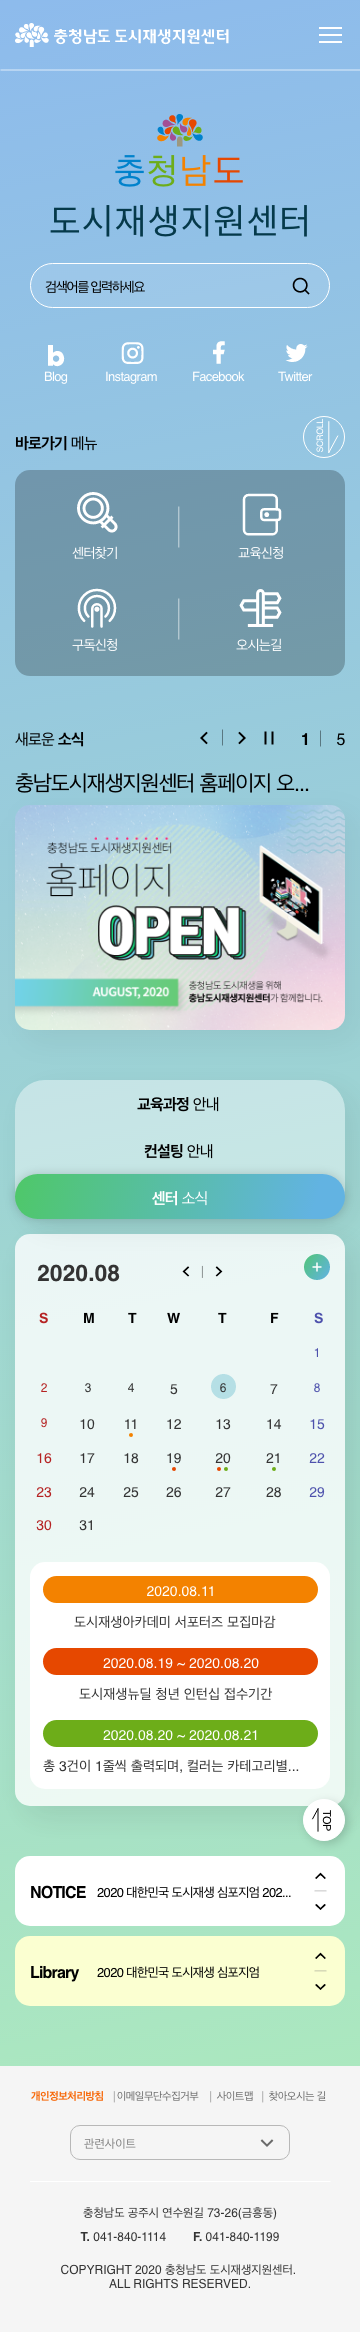 충청남도 도시재생지원센터
충청남도
도시재생지원센터
검색어를 입력하세요
Blog Instagram Facebook Twitter
바로가기 메뉴
SCROLL
센터찾기 교육신청
구독신청 오시는길
새로운 소식 1 5
충남도시재생지원센터 홈페이지 오...
충청남도 도시재생지원센터
홈페이지
OPEN
AUGUST, 2020
충청남도 도시재생을 위해
충남도시재생지원센터가 함께합니다.
교육과정 안내
컨설팅 안내
센터 소식
2020.08
+
S M T W T F S
1
2 3 4 5 6 7 8
9 10 11 12 13 14 15
16 17 18 19 20 21 22
23 24 25 26 27 28 29
30 31
2020.08.11
도시재생아카데미 서포터즈 모집마감
2020.08.19 ~ 2020.08.20
도시재생뉴딜 청년 인턴십 접수기간
2020.08.20 ~ 2020.08.21
총 3건이 1줄씩 출력되며, 컬러는 카테고리별...
TOP
NOTICE 2020 대한민국 도시재생 심포지엄 202...
Library 2020 대한민국 도시재생 심포지엄
개인정보처리방침 | 이메일무단수집거부 | 사이트맵 | 찾아오시는 길
관련사이트
충청남도 공주시 연수원길 73-26(금흥동)
T. 041-840-1114 F. 041-840-1199
COPYRIGHT 2020 충청남도 도시재생지원센터.
ALL RIGHTS RESERVED.